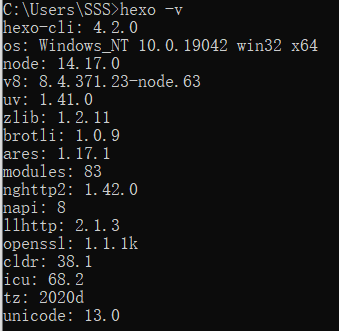 C:\Users\SSS>hexo -v
hexo-cli: 4.2.0
os: Windows_NT 10.0.19042 win32 x64
node: 14.17.0
v8: 8.4.371.23-node.63
uv: 1.41.0
zlib: 1.2.11
brotli: 1.0.9
ares: 1.17.1
modules: 83
nghttp2: 1.42.0
napi: 8
llhttp: 2.1.3
openssl: 1.1.1k
cldr: 38.1
icu: 68.2
tz: 2020d
unicode: 13.0